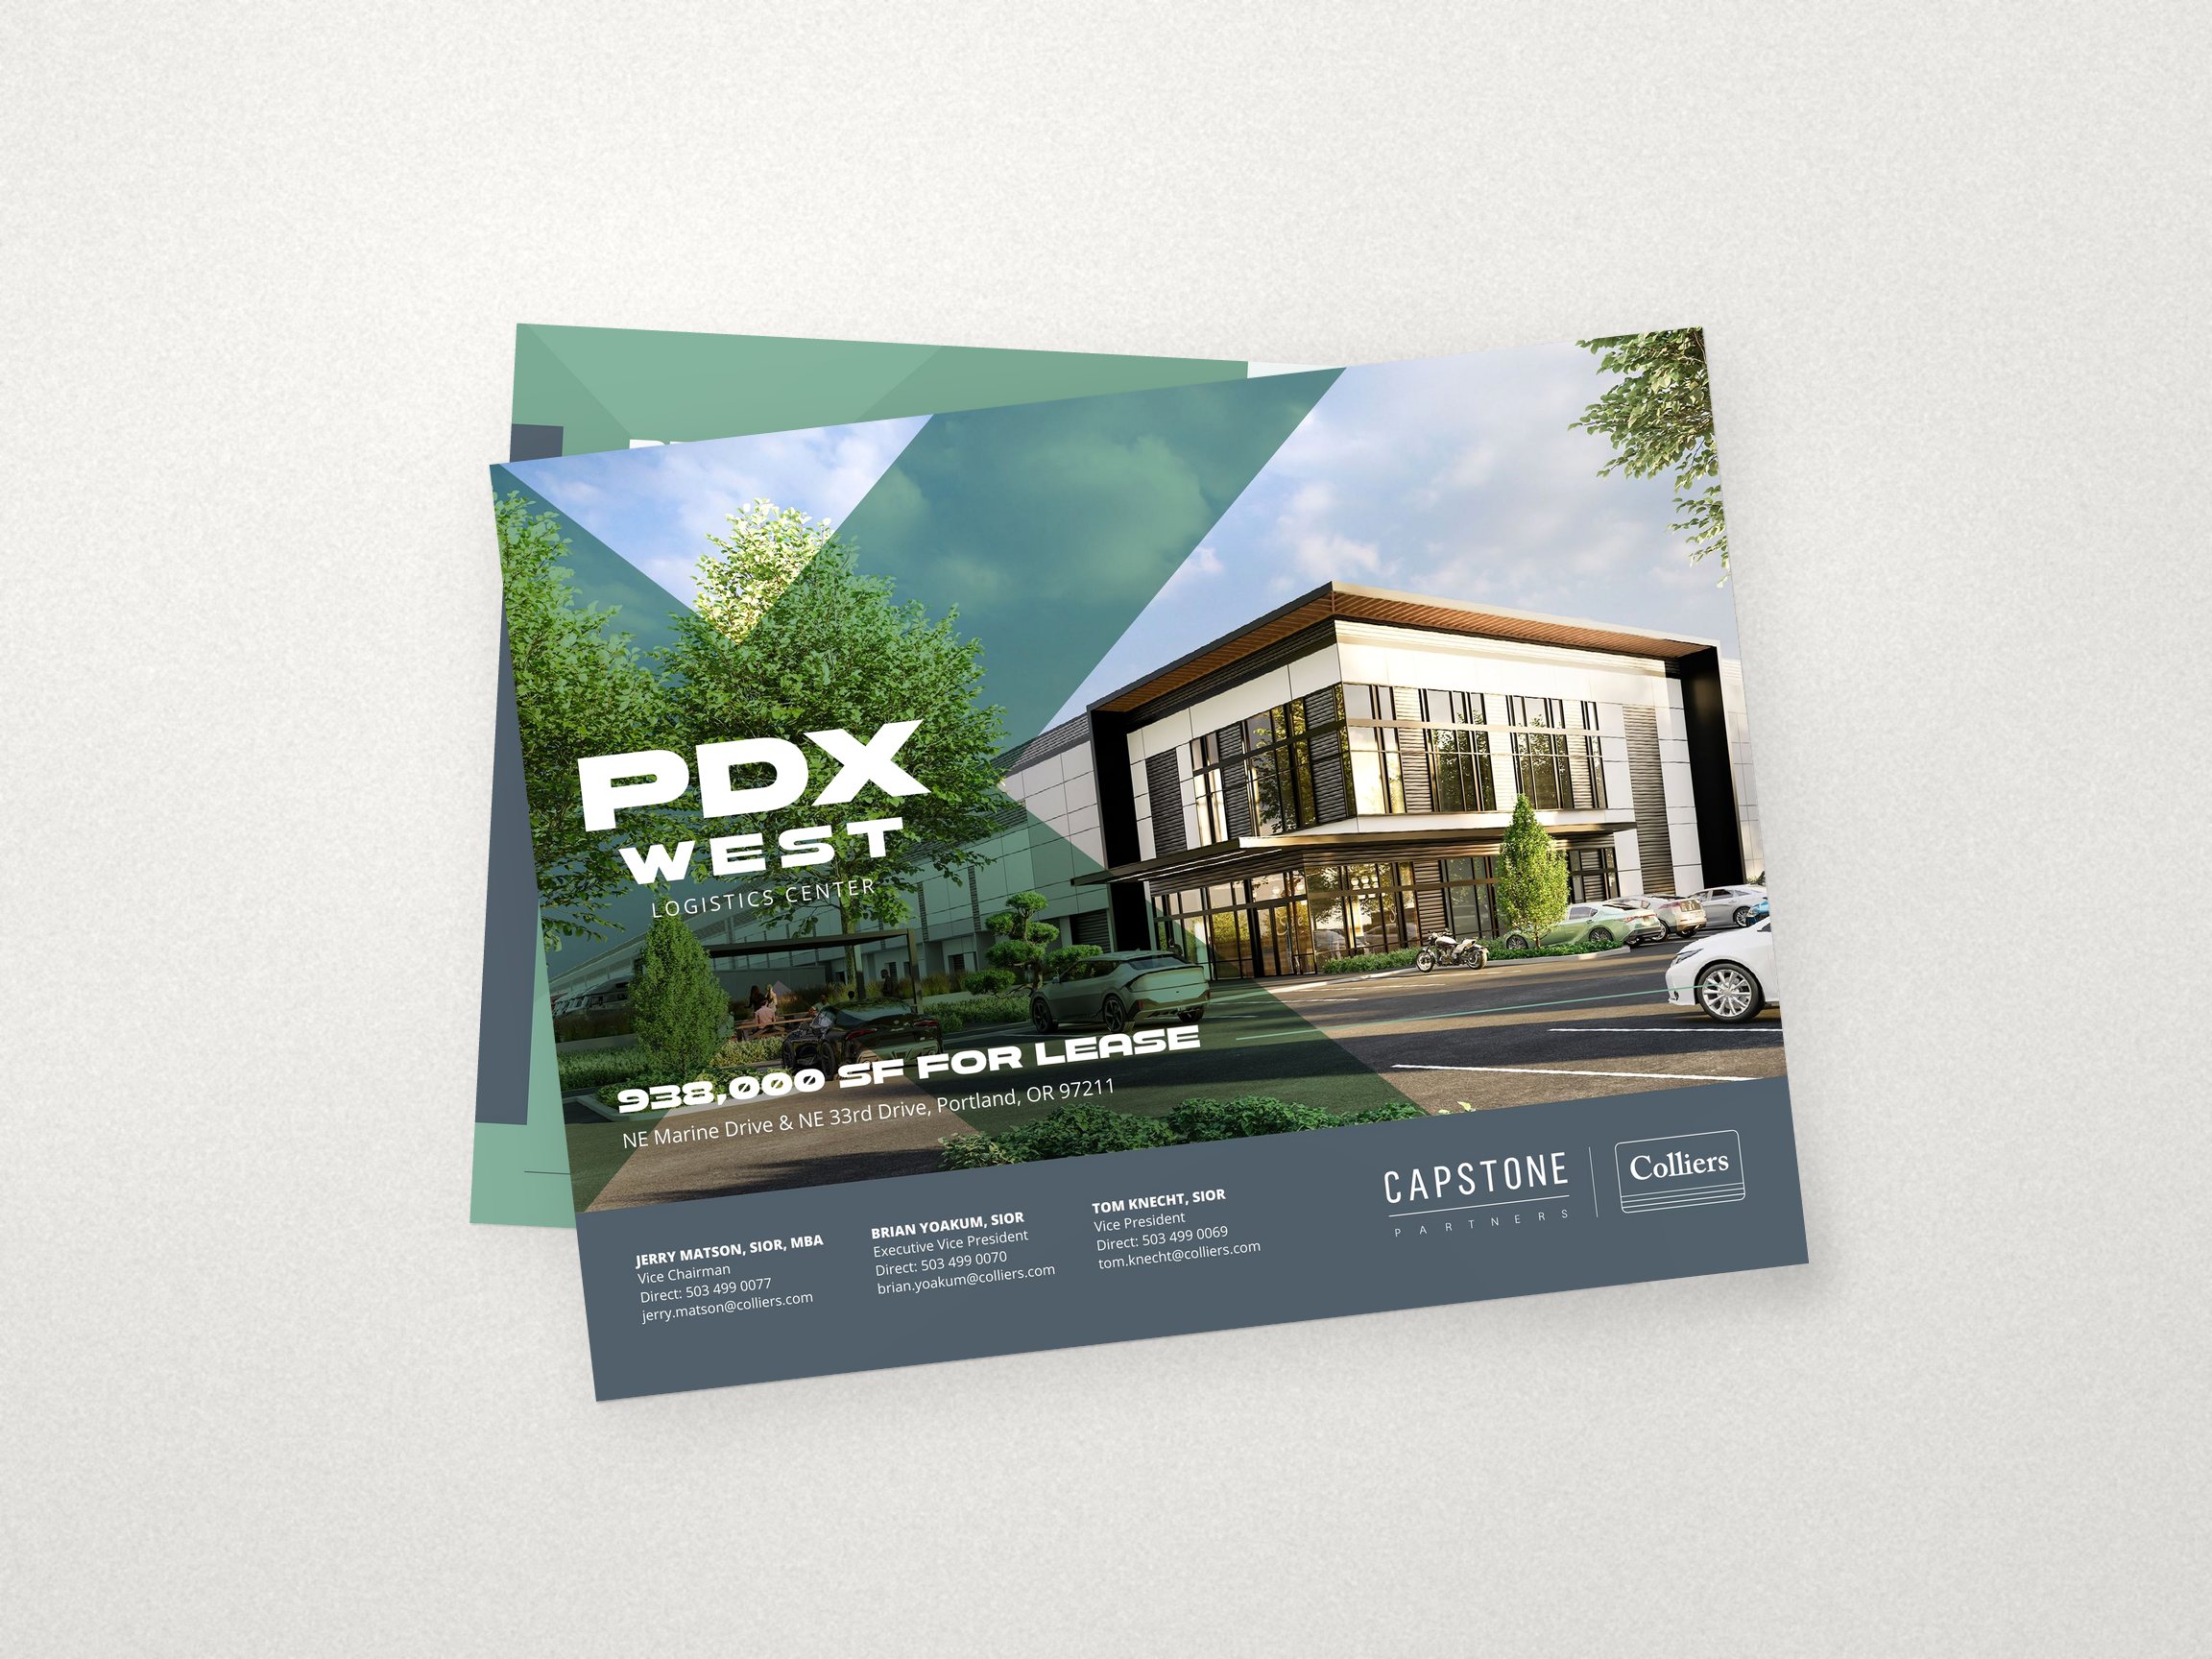 PDX
WEST
LOGISTICS CENTER
938,000 SF FOR LEASE
NE Marine Drive & NE 33rd Drive, Portland, OR 97211
JERRY MATSON, SIOR, MBA
Vice Chairman
Direct: 503 499 0077
jerry.matson@colliers.com
BRIAN YOAKUM, SIOR
Executive Vice President
Direct: 503 499 0070
brian.yoakum@colliers.com
TOM KNECHT, SIOR
Vice President
Direct: 503 499 0069
tom.knecht@colliers.com
CAPSTONE
PARTNERS
Colliers